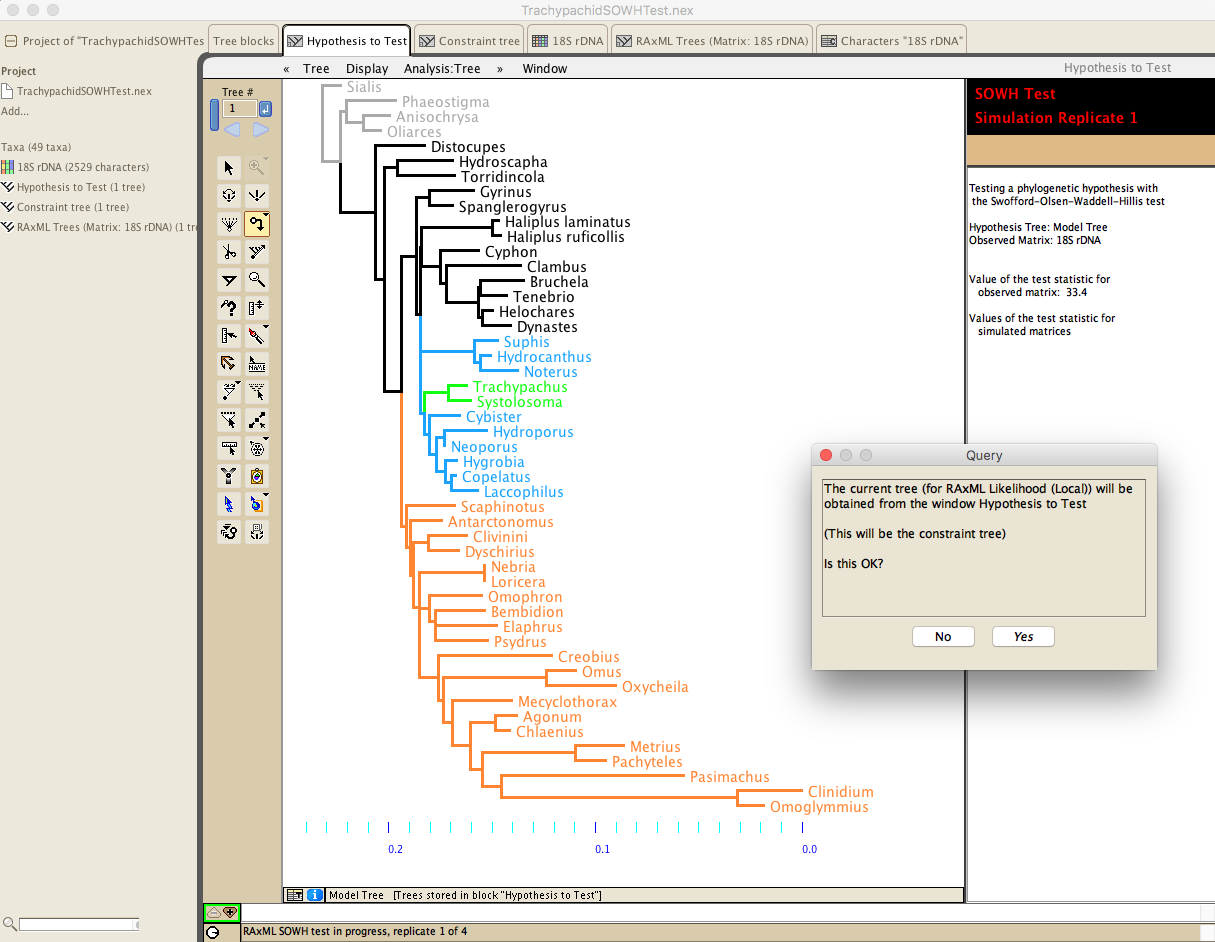 TrachypachidSOWHTest.nex
Project of "TrachypachidSOWHTes
Tree blocks
Hypothesis to Test
Constraint tree
18S rDNA
RAxML Trees (Matrix: 18S rDNA)
Characters "18S rDNA"
Project
TrachypachidSOWHTest.nex
Add...
Taxa (49 taxa)
18S rDNA (2529 characters)
Hypothesis to Test (1 tree)
Constraint tree (1 tree)
RAxML Trees (Matrix: 18S rDNA) (1 tre
« Tree Display Analysis:Tree » Window
Hypothesis to Test
Tree #
1
NAME
Sialis
Phaeostigma
Anisochrysa
Oliarces
Distocupes
Hydroscapha
Torridincola
Gyrinus
Spanglerogyrus
Haliplus laminatus
Haliplus ruficollis
Cyphon
Clambus
Bruchela
Tenebrio
Helochares
Dynastes
Suphis
Hydrocanthus
Noterus
Trachypachus
Systolosoma
Cybister
Hydroporus
Neoporus
Hygrobia
Copelatus
Laccophilus
Scaphinotus
Antarctonomus
Clivinini
Dyschirius
Nebria
Loricera
Omophron
Bembidion
Elaphrus
Psydrus
Creobius
Omus
Oxycheila
Mecyclothorax
Agonum
Chlaenius
Metrius
Pachyteles
Pasimachus
Clinidium
Omoglymmius
0.2 0.1 0.0
Model Tree [Trees stored in block "Hypothesis to Test"]
RAxML SOWH test in progress, replicate 1 of 4
SOWH Test
Simulation Replicate 1
Testing a phylogenetic hypothesis with
the Swofford-Olsen-Waddell-Hillis test
Hypothesis Tree: Model Tree
Observed Matrix: 18S rDNA
Value of the test statistic for
observed matrix: 33.4
Values of the test statistic for
simulated matrices
Query
The current tree (for RAxML Likelihood (Local)) will be
obtained from the window Hypothesis to Test
(This will be the constraint tree)
Is this OK?
No
Yes